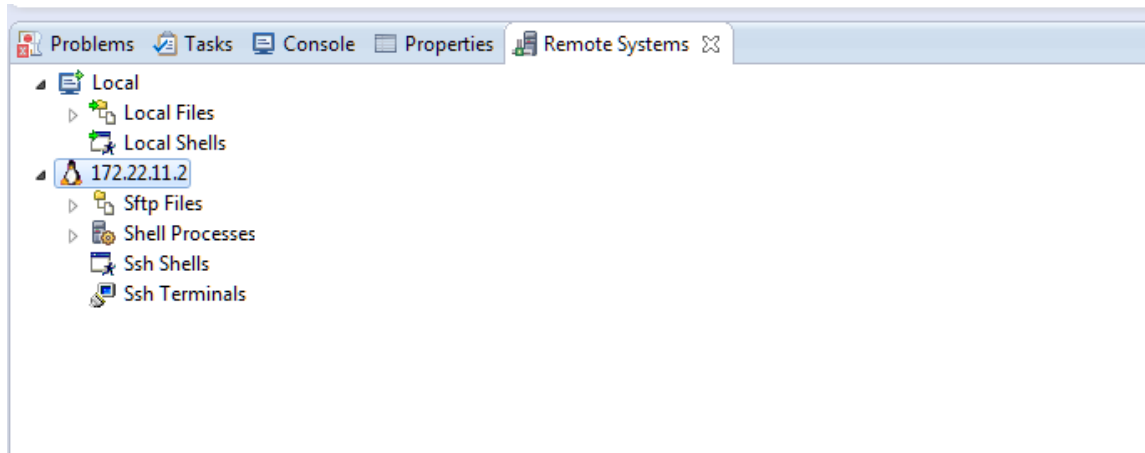 Problems Tasks Console Properties Remote Systems
Local
Local Files
Local Shells
172.22.11.2
Sftp Files
Shell Processes
Ssh Shells
Ssh Terminals